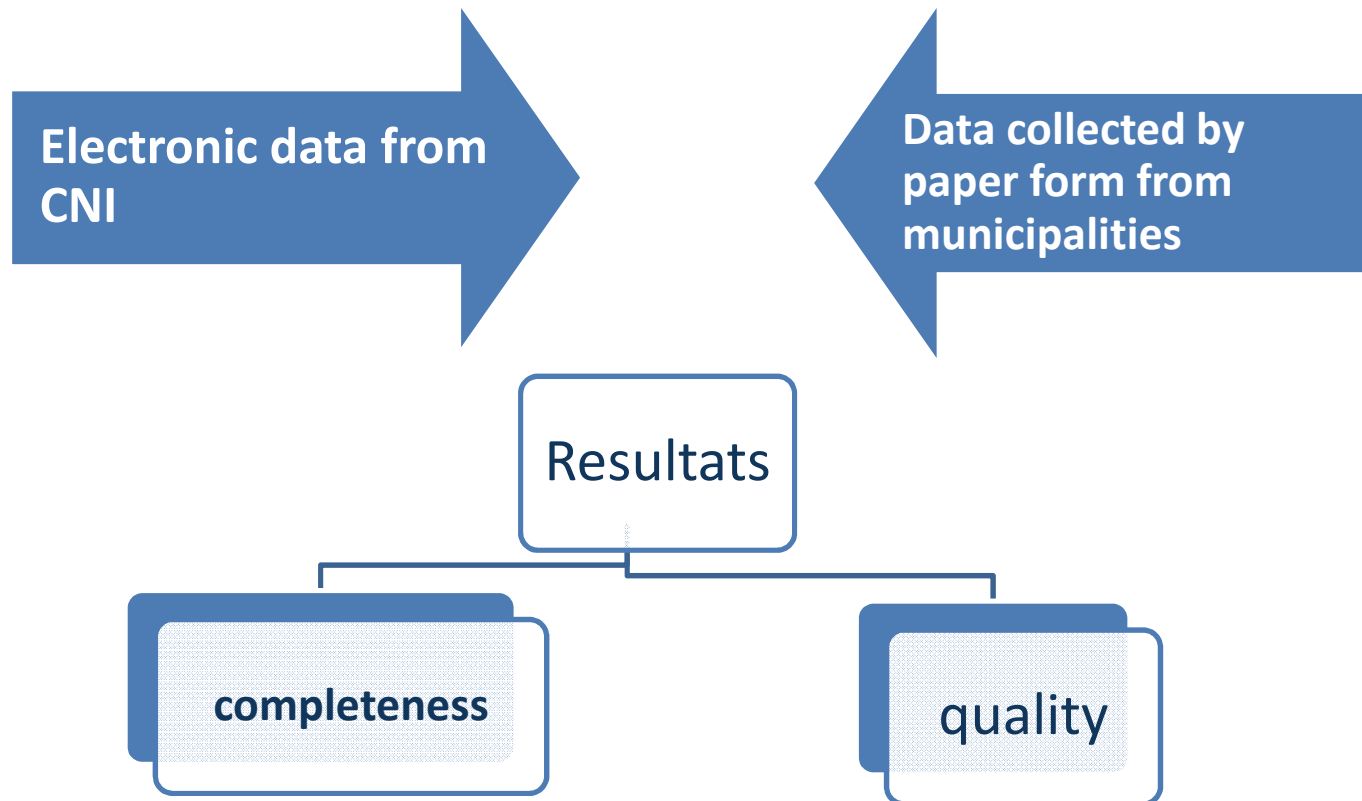 Electronic data from
CNI
Data collected by
paper form from
municipalities
Resultats
completeness
quality